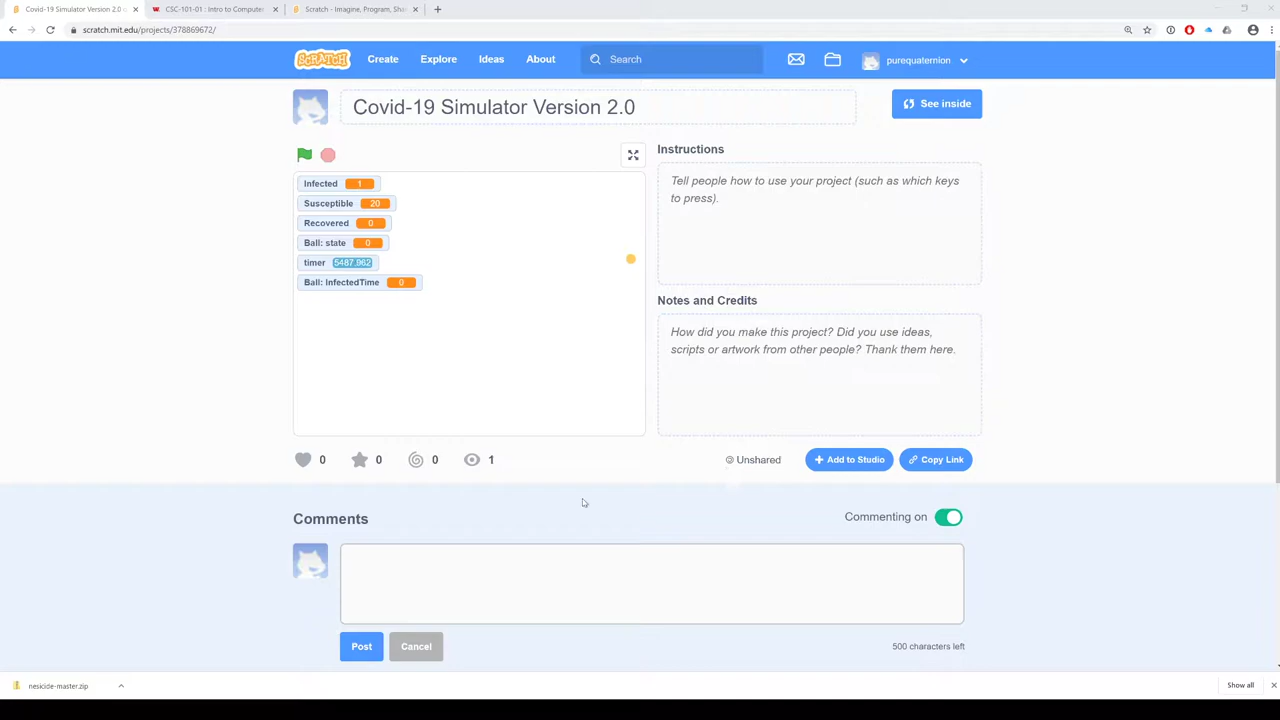 Covid-19 Simulator Version 2.0
CSC-101-01 : Intro to Computer
Scratch - Imagine, Program, Sha
scratch.mit.edu/projects/378869672/
SCRATCH
Create
Explore
Ideas
About
Search
purequaternion
Covid-19 Simulator Version 2.0
See inside
Instructions
Tell people how to use your project (such as which keys
to press).
Infected 1
Susceptible 20
Recovered 0
Ball: state 0
timer 5487.962
Ball: InfectedTime 0
Notes and Credits
How did you make this project? Did you use ideas,
scripts or artwork from other people? Thank them here.
0
0
0
1
Unshared
Add to Studio
Copy Link
Comments
Commenting on
Post
Cancel
500 characters left
nesicide-master.zip
Show all